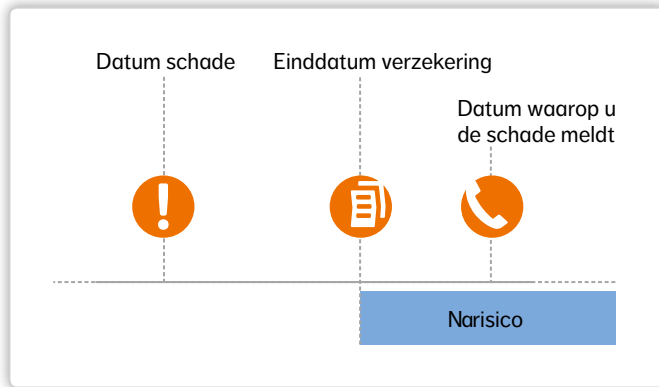 Datum schade
Einddatum verzekering
Datum waarop u
de schade meldt
Narisico